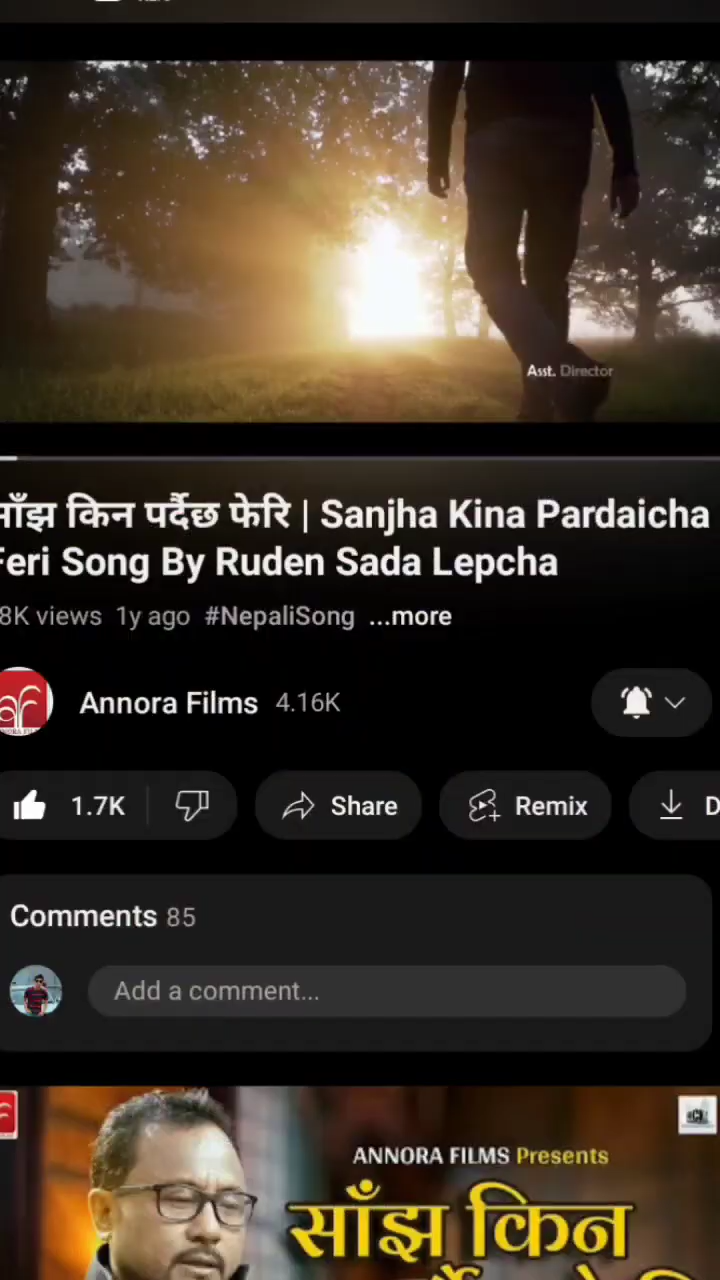 Asst. Director
साँझ किन पर्दैछ फेरि | Sanjha Kina Pardaicha
Feri Song By Ruden Sada Lepcha
8K views 1y ago #NepaliSong ...more
Annora Films 4.16K
1.7K Share Remix D
Comments 85
Add a comment...
ANNORA FILMS Presents
साँझ किन